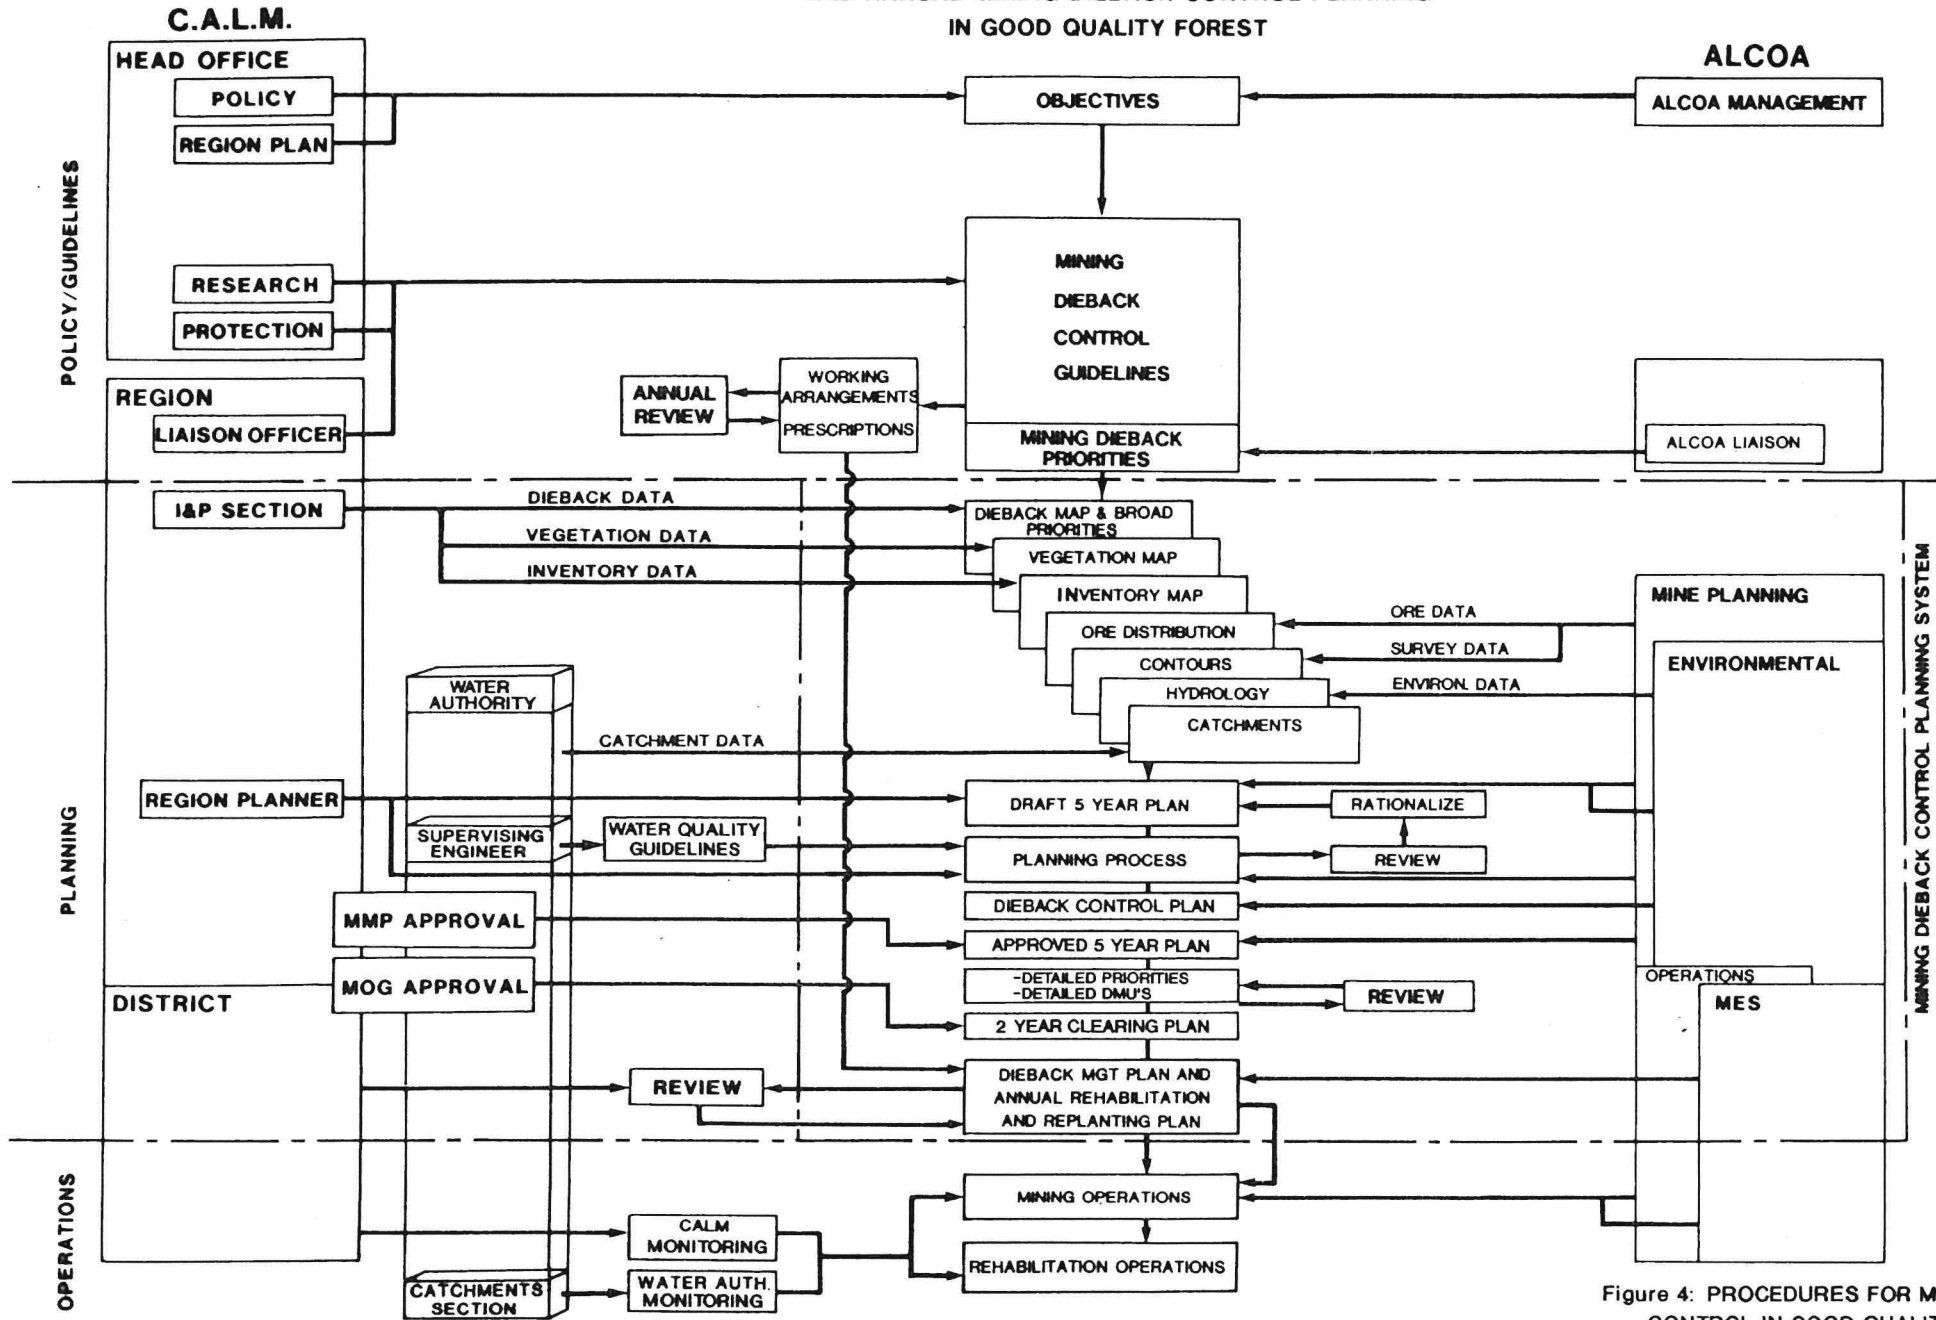 IN GOOD QUALITY FOREST
C.A.L.M.
HEAD OFFICE
POLICY
REGION PLAN
RESEARCH
PROTECTION
REGION
LIAISON OFFICER
POLICY/GUIDELINES
OBJECTIVES
MINING
DIEBACK
CONTROL
GUIDELINES
MINING DIEBACK
PRIORITIES
WORKING
ARRANGEMENTS
PRESCRIPTIONS
ANNUAL
REVIEW
ALCOA
ALCOA MANAGEMENT
ALCOA LIAISON
I&P SECTION
DIEBACK DATA
VEGETATION DATA
INVENTORY DATA
DIEBACK MAP & BROAD
PRIORITIES
VEGETATION MAP
INVENTORY MAP
ORE DISTRIBUTION
CONTOURS
HYDROLOGY
CATCHMENTS
ORE DATA
SURVEY DATA
ENVIRON. DATA
MINE PLANNING
ENVIRONMENTAL
MINING DIEBACK CONTROL PLANNING SYSTEM
WATER
AUTHORITY
CATCHMENT DATA
PLANNING
REGION PLANNER
SUPERVISING
ENGINEER
WATER QUALITY
GUIDELINES
DRAFT 5 YEAR PLAN
RATIONALIZE
PLANNING PROCESS
REVIEW
DIEBACK CONTROL PLAN
MMP APPROVAL
APPROVED 5 YEAR PLAN
MOG APPROVAL
-DETAILED PRIORITIES
-DETAILED DMU'S
REVIEW
OPERATIONS
MES
DISTRICT
2 YEAR CLEARING PLAN
REVIEW
DIEBACK MGT PLAN AND
ANNUAL REHABILITATION
AND REPLANTING PLAN
OPERATIONS
MINING OPERATIONS
CALM
MONITORING
REHABILITATION OPERATIONS
CATCHMENTS
SECTION
WATER AUTH.
MONITORING
Figure 4: PROCEDURES FOR M